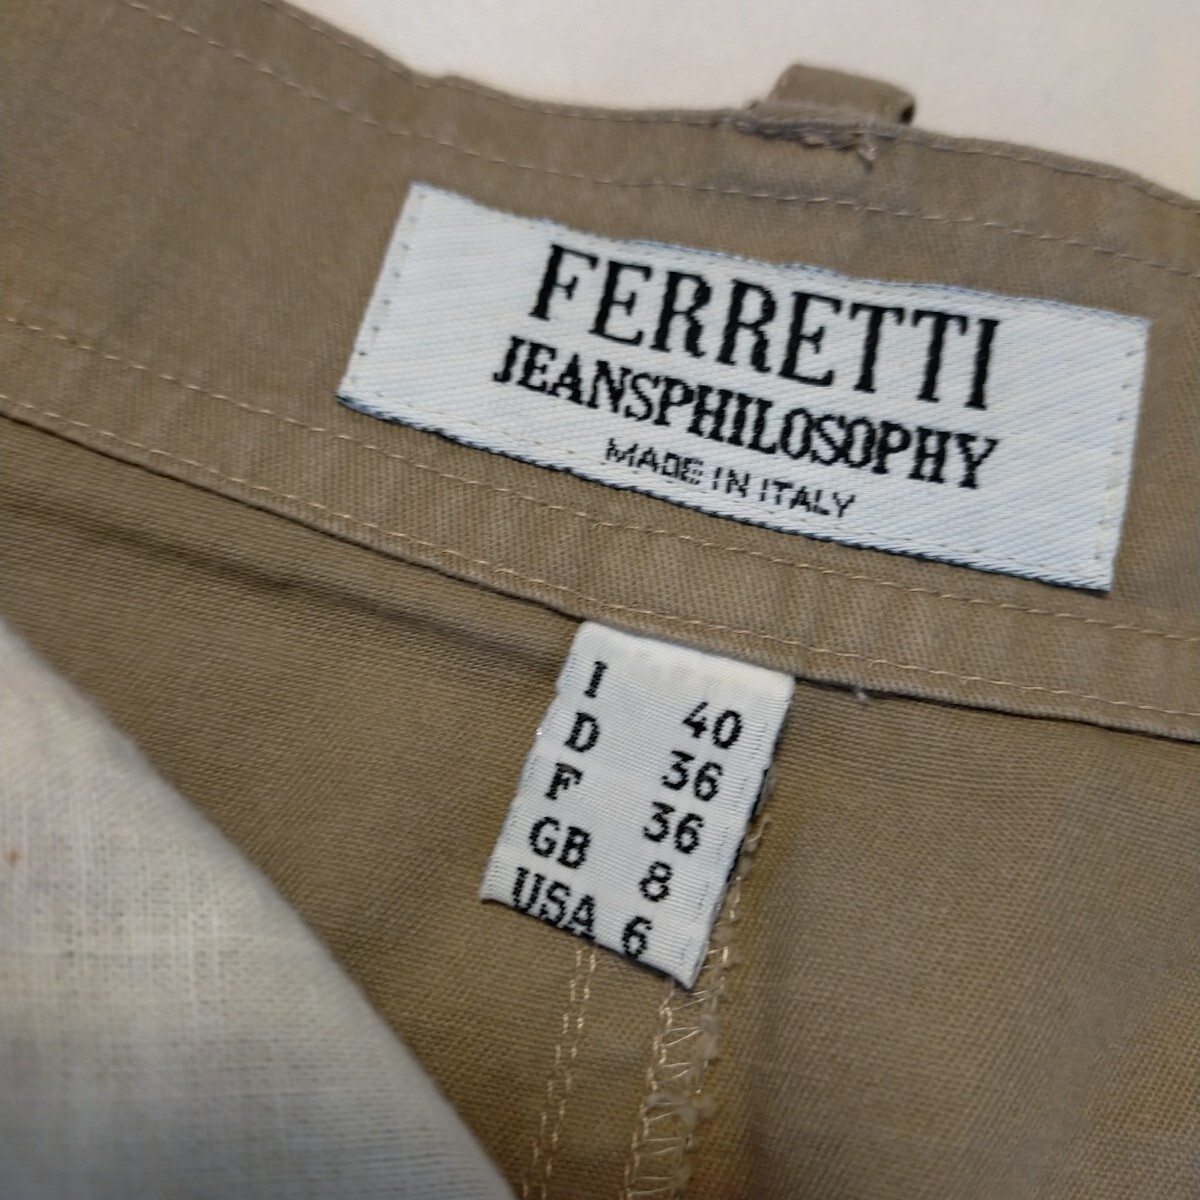 FERRETTI
JEANSPHILOSOPHY
MADE IN ITALY
I 40
D 36
F 36
GB 8
USA 6